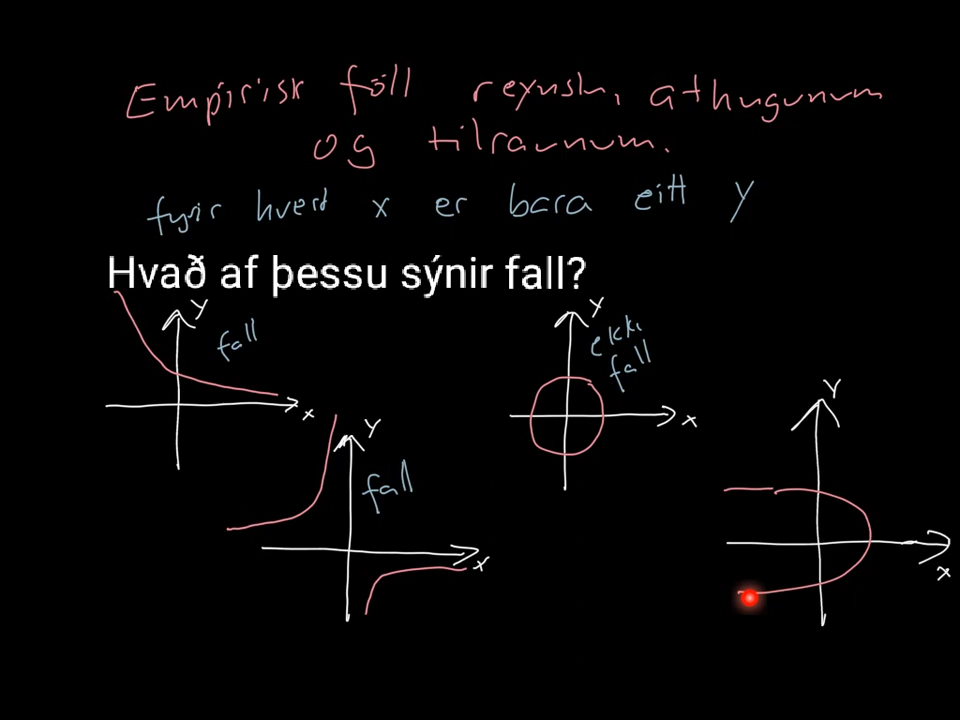 Empirísk föll reynslu, athugunum
og tilraunum.
fyrir hvert x er bara eitt y
Hvað af þessu sýnir fall?
y
fall
x
y
fall
x
y
ekki
fall
x
y
x